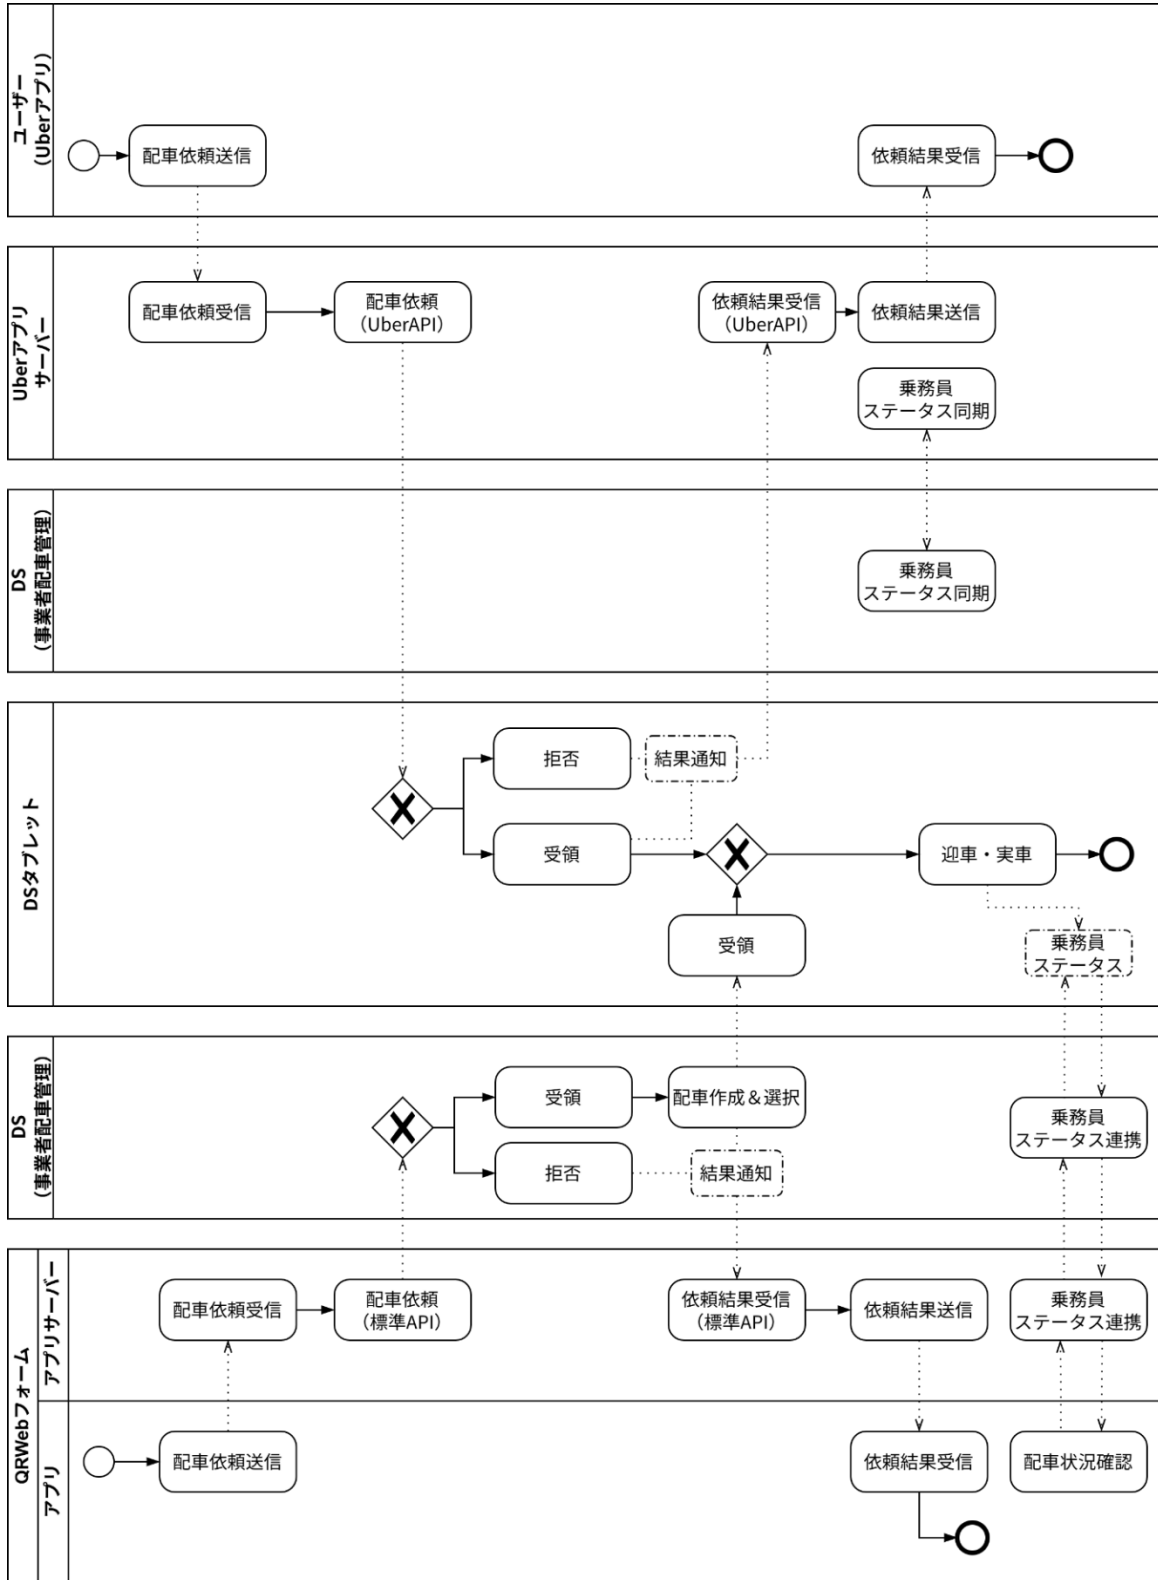 ユーザー
(Uberアプリ)
配車依頼送信
依頼結果受信
Uberアプリ
サーバー
配車依頼受信
配車依頼
(UberAPI)
依頼結果受信
(UberAPI)
依頼結果送信
乗務員
ステータス同期
DS
(事業者配車管理)
乗務員
ステータス同期
DSタブレット
拒否
結果通知
受領
迎車・実車
受領
乗務員
ステータス
DS
(事業者配車管理)
受領
配車作成＆選択
拒否
結果通知
乗務員
ステータス連携
QRWebフォーム
アプリサーバー
配車依頼受信
配車依頼
(標準API)
依頼結果受信
(標準API)
依頼結果送信
乗務員
ステータス連携
アプリ
配車依頼送信
依頼結果受信
配車状況確認